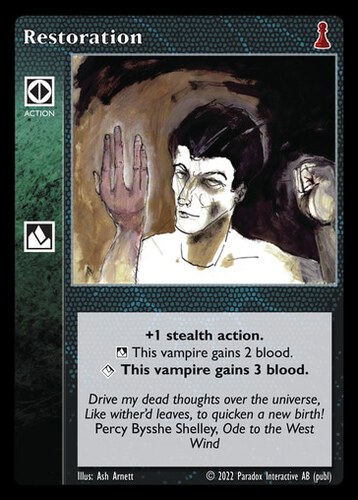 Restoration
ACTION
+1 stealth action.
This vampire gains 2 blood.
This vampire gains 3 blood.
Drive my dead thoughts over the universe,
Like wither'd leaves, to quicken a new birth!
Percy Bysshe Shelley, Ode to the West
Wind
Illus: Ash Arnett © 2022 Paradox Interactive AB (publ)